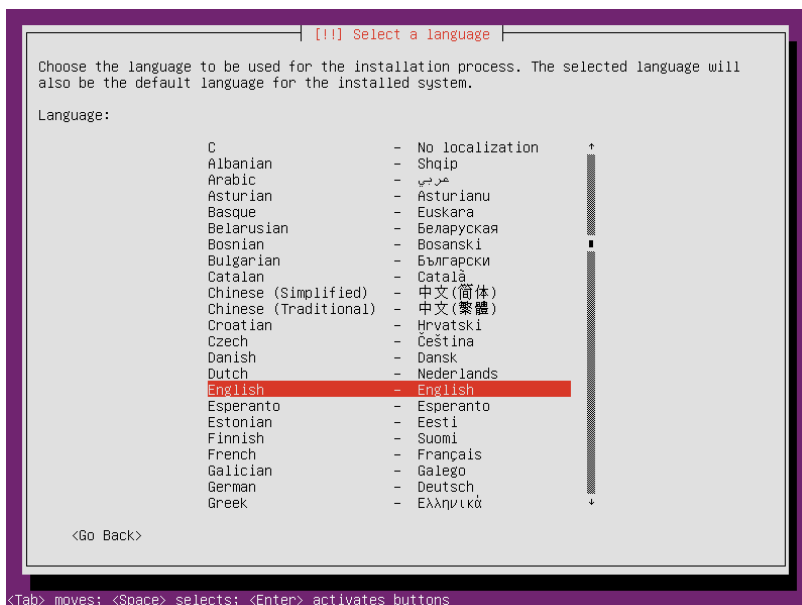 [!!] Select a language
Choose the language to be used for the installation process. The selected language will
also be the default language for the installed system.
Language:
C - No localization
Albanian - Shqip
Arabic - عربي
Asturian - Asturianu
Basque - Euskara
Belarusian - Беларуская
Bosnian - Bosanski
Bulgarian - Български
Catalan - Català
Chinese (Simplified) - 中文(简体)
Chinese (Traditional) - 中文(繁體)
Croatian - Hrvatski
Czech - Čeština
Danish - Dansk
Dutch - Nederlands
English - English
Esperanto - Esperanto
Estonian - Eesti
Finnish - Suomi
French - Français
Galician - Galego
German - Deutsch
Greek - Ελληνικά
<Go Back>
<Tab> moves; <Space> selects; <Enter> activates buttons